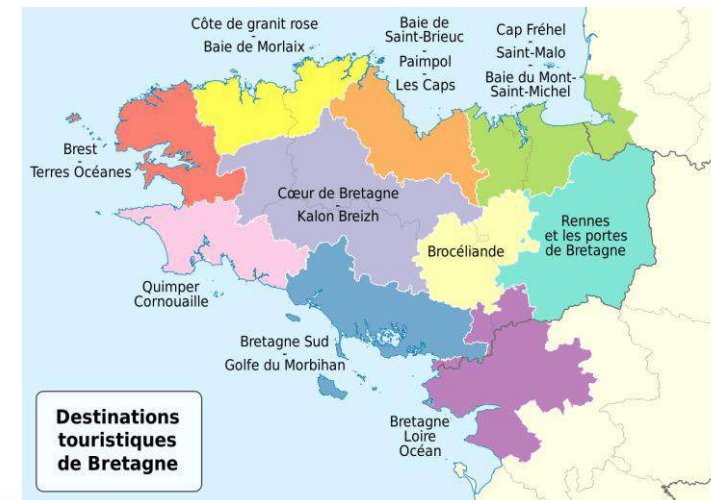 Côte de granit rose
-
Baie de Morlaix
Baie de
Saint-Brieuc
-
Paimpol
-
Les Caps
Cap Fréhel
-
Saint-Malo
-
Baie du Mont-
Saint-Michel
Brest
-
Terres Océanes
Cœur de Bretagne
-
Kalon Breizh
Rennes
et les portes
de Bretagne
Brocéliande
Quimper
Cornouaille
Bretagne Sud
-
Golfe du Morbihan
Bretagne
Loire
Océan
Destinations
touristiques
de Bretagne